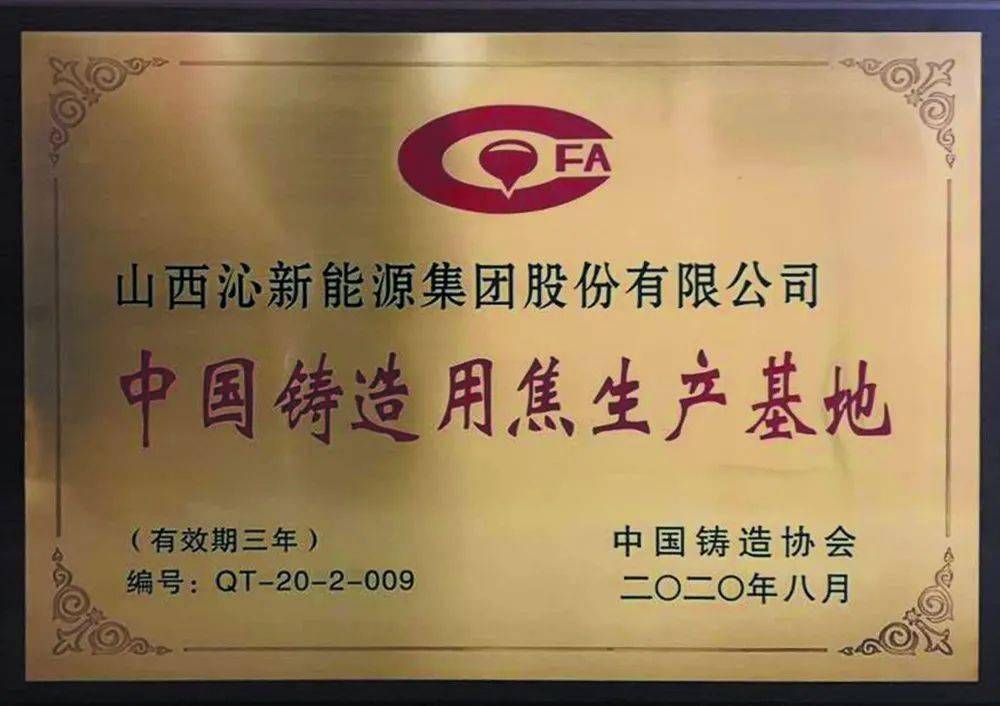 CFA
山西沁新能源集团股份有限公司
中国铸造用焦生产基地
（有效期三年）
编号：QT-20-2-009
中国铸造协会
二〇二〇年八月